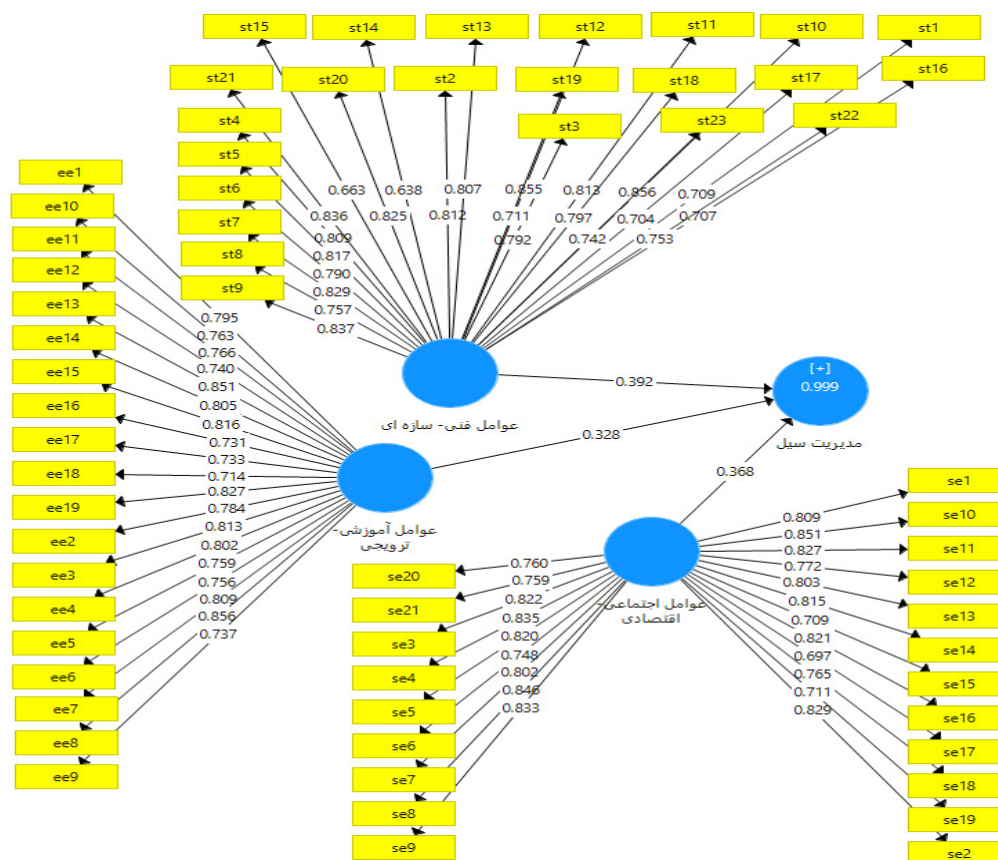 st15
st14
st13
st12
st11
st10
st1
st21
st20
st2
st19
st18
st17
st16
st4
st3
st23
st22
st5
st6
st7
st8
st9
0.663
0.638
0.807
0.855
0.813
0.856
0.709
0.836
0.825
0.812
0.711
0.797
0.704
0.707
0.809
0.792
0.742
0.753
0.817
0.790
0.829
0.757
0.837
ee1
ee10
ee11
ee12
ee13
ee14
ee15
ee16
ee17
ee18
ee19
ee2
ee3
ee4
ee5
ee6
ee7
ee8
ee9
0.795
0.763
0.766
0.740
0.851
0.805
0.816
0.731
0.733
0.714
0.827
0.784
0.813
0.802
0.759
0.756
0.809
0.856
0.737
عوامل فنی- سازه ای
0.392
[+]
0.999
مدیریت سیل
0.328
0.368
عوامل آموزشی-
ترویجی
عوامل اجتماعی-
اقتصادی
se20
se21
se3
se4
se5
se6
se7
se8
se9
0.760
0.759
0.822
0.835
0.820
0.748
0.802
0.846
0.833
0.809
0.851
0.827
0.772
0.803
0.815
0.709
0.821
0.697
0.765
0.711
0.829
se1
se10
se11
se12
se13
se14
se15
se16
se17
se18
se19
se2